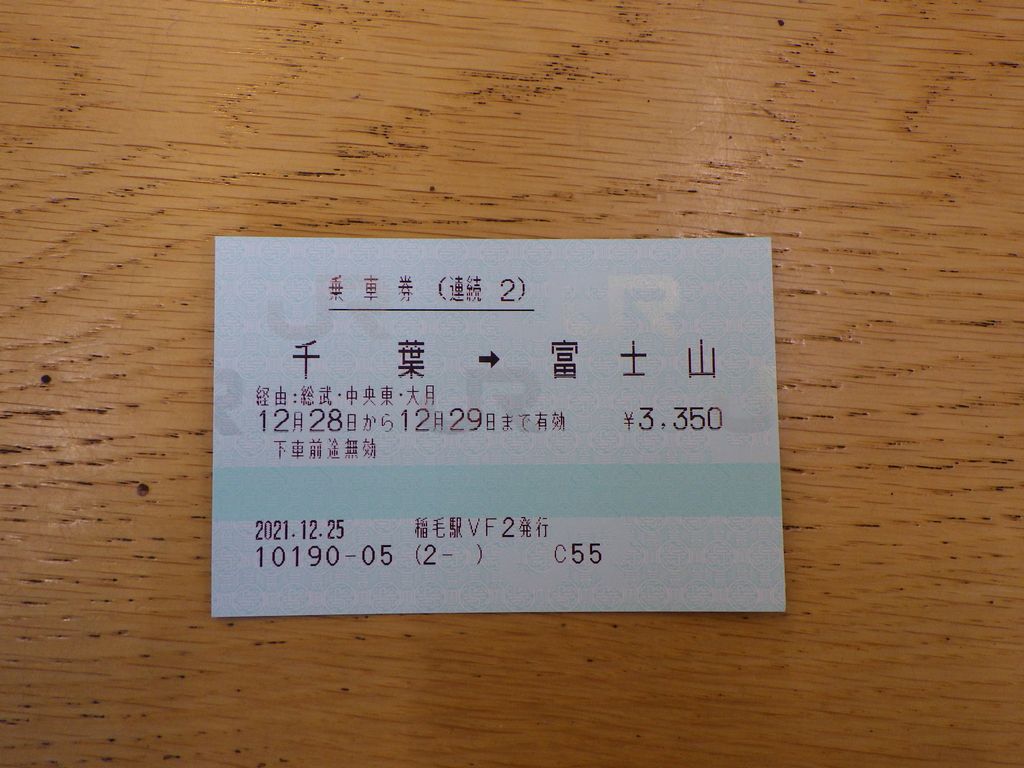 乗車券 (連続 2)
千葉 → 富士山
経由:総武・中央東・大月
12月28日から12月29日まで有効 ¥3,350
下車前途無効
2021.12.25 稲毛駅VF2発行
10190-05 (2- ) C55